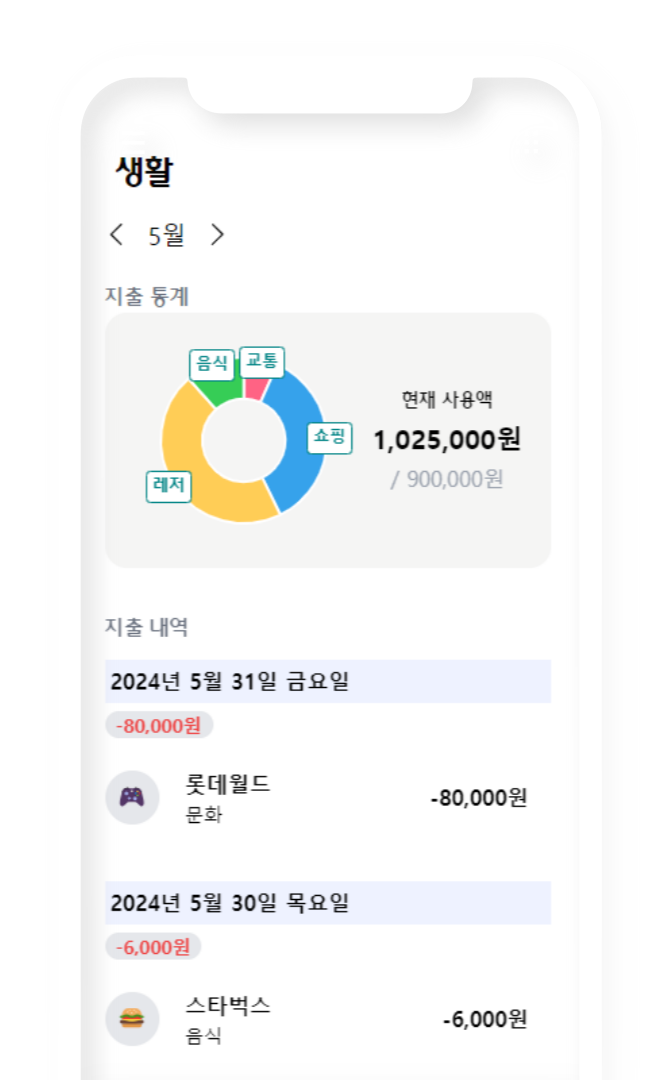 생활
5월
지출 통계
음식
교통
쇼핑
레저
현재 사용액
1,025,000원
/ 900,000원
지출 내역
2024년 5월 31일 금요일
-80,000원
롯데월드
-80,000원
문화
2024년 5월 30일 목요일
-6,000원
스타벅스
-6,000원
음식